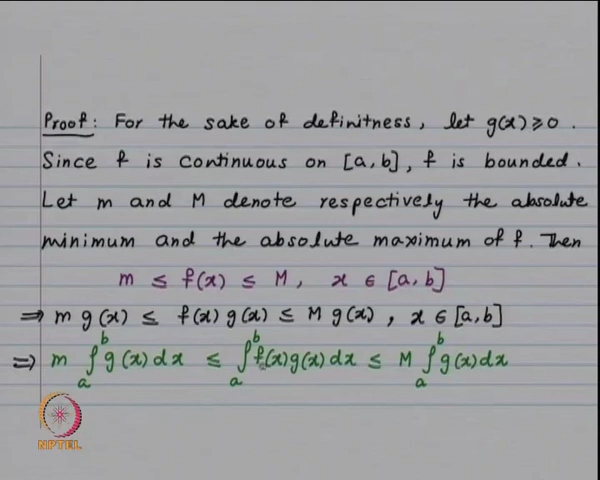 Proof: For the sake of definitness, let g(x) ≥ 0.
Since f is continuous on [a, b], f is bounded.
Let m and M denote respectively the absolute
minimum and the absolute maximum of f. Then
m ≤ f(x) ≤ M, x ∈ [a, b]
⇒ m g(x) ≤ f(x) g(x) ≤ M g(x), x ∈ [a, b]
⇒ m ∫_a^b g(x) dx ≤ ∫_a^b f(x) g(x) dx ≤ M ∫_a^b g(x) dx
NPTEL